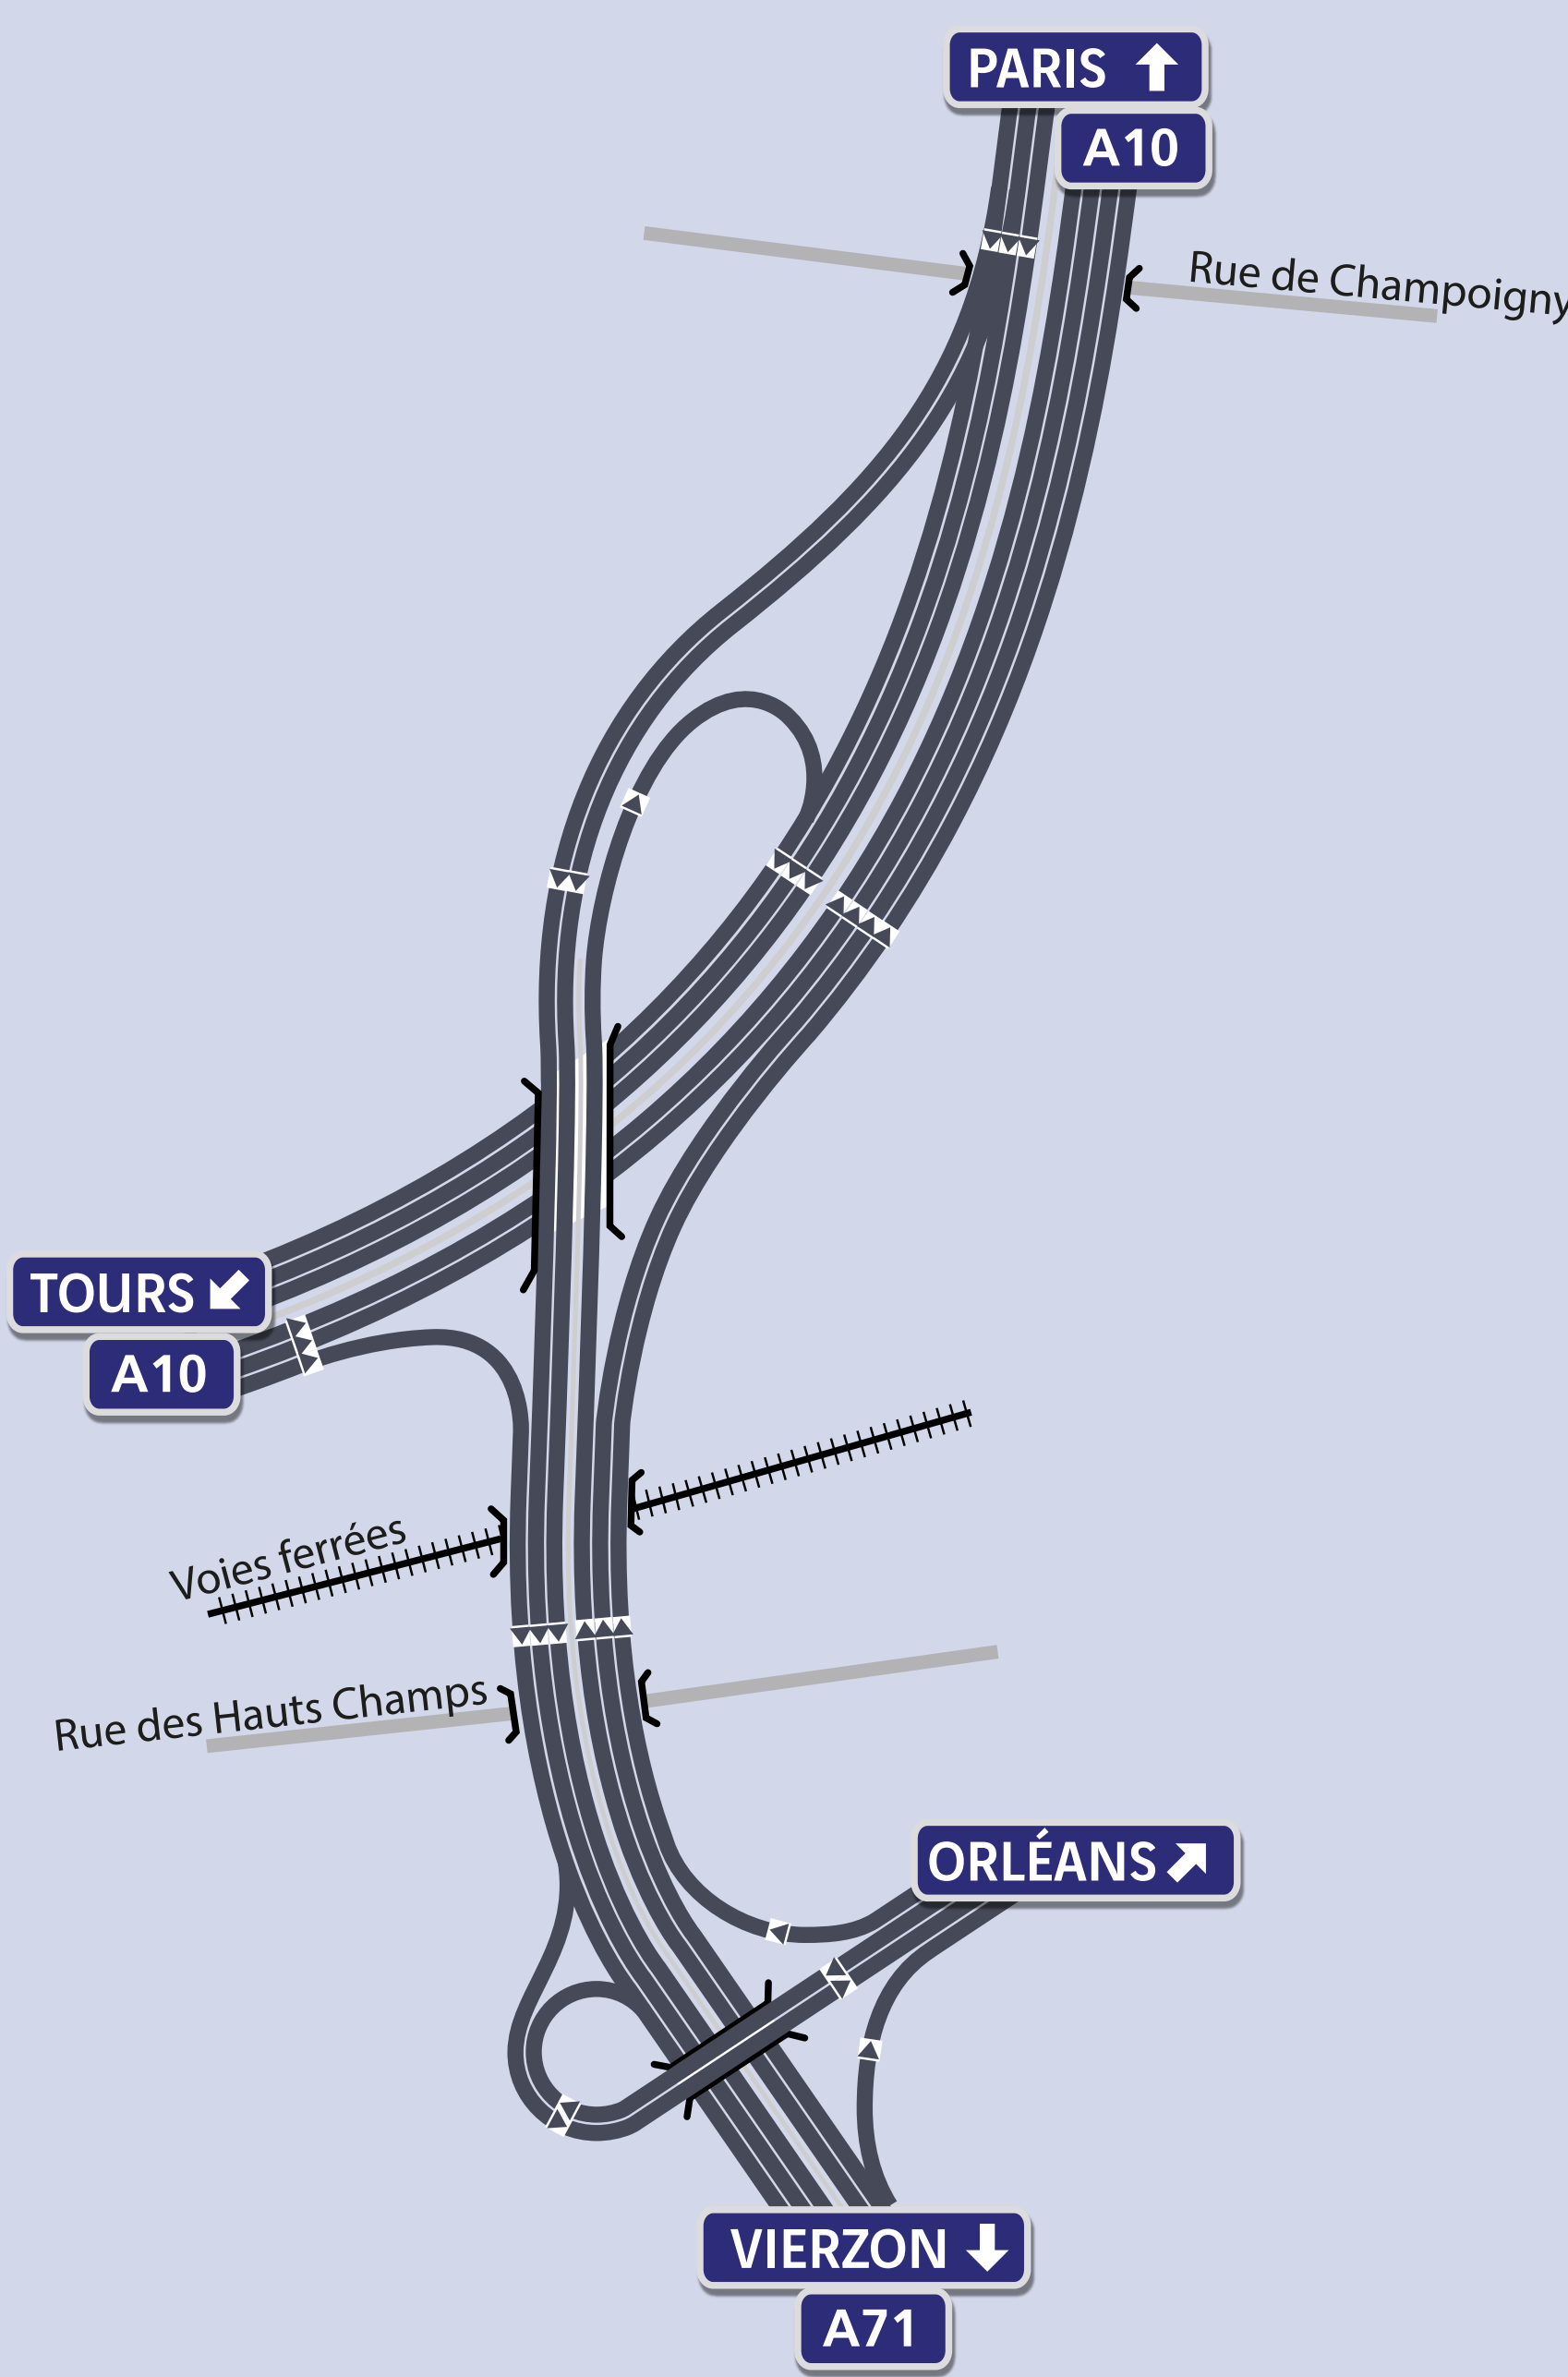 PARIS
A10
Rue de Champoigny
TOURS
A10
Voies ferrées
Rue des Hauts Champs
ORLÉANS
VIERZON
A71